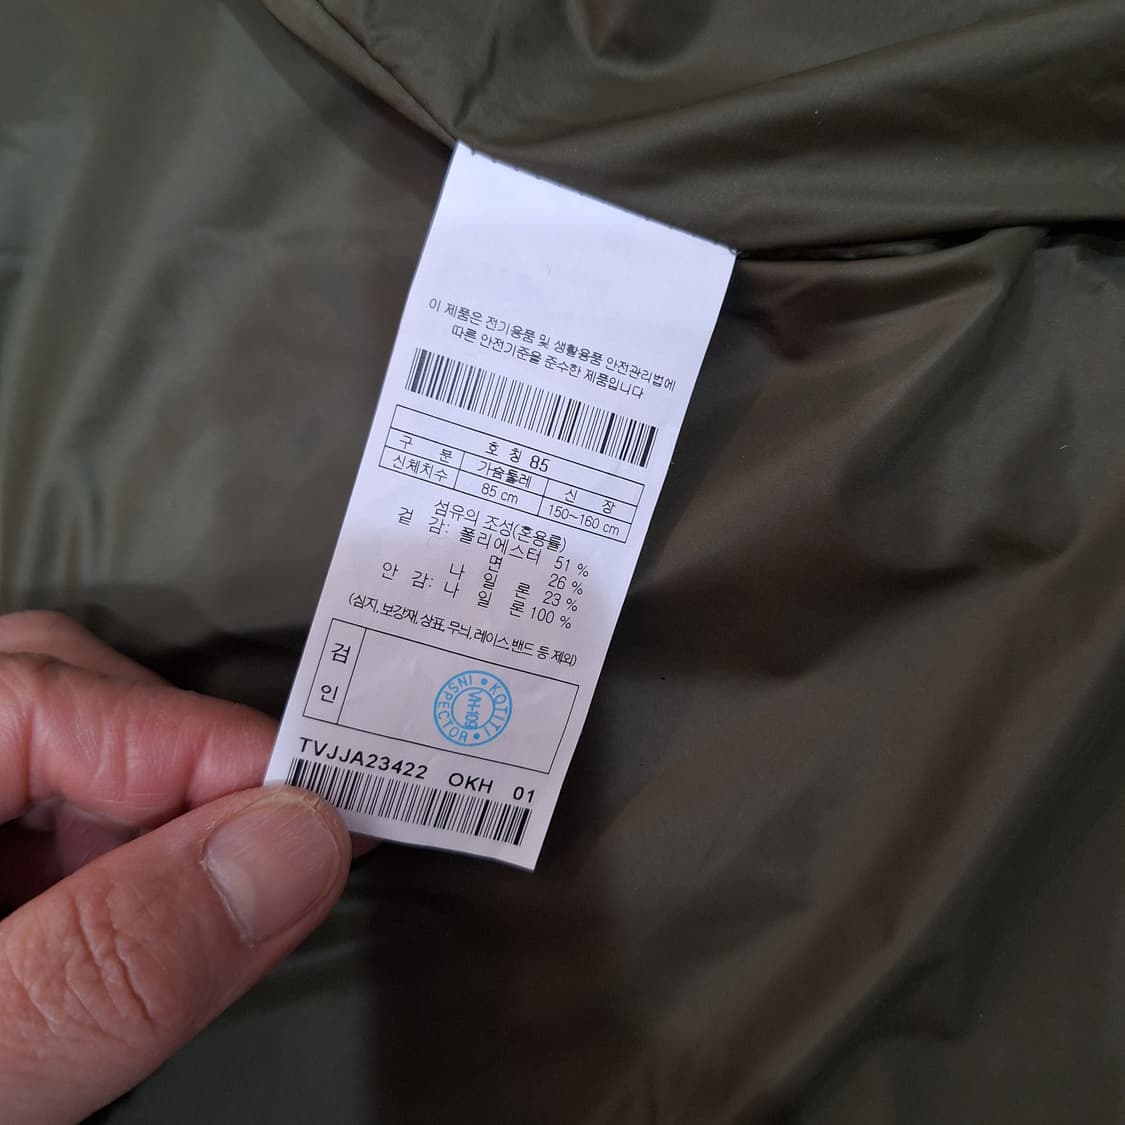 이 제품은 전기용품 및 생활용품 안전관리법에
따른 안전기준을 준수한 제품입니다
호 칭 85
구 분 가슴둘레 신 장
신체치수 85 cm 150~160 cm
섬유의 조성(혼용률)
겉 감: 폴리에스터 51 %
면 26 %
나 일 론 23 %
안 감: 나 일 론 100 %
(심지,보강재,상표,무늬,레이스,밴드 등 제외)
검
인
KOTITI
INSPECTOR
VH-109
TVJJA23422 OKH 01